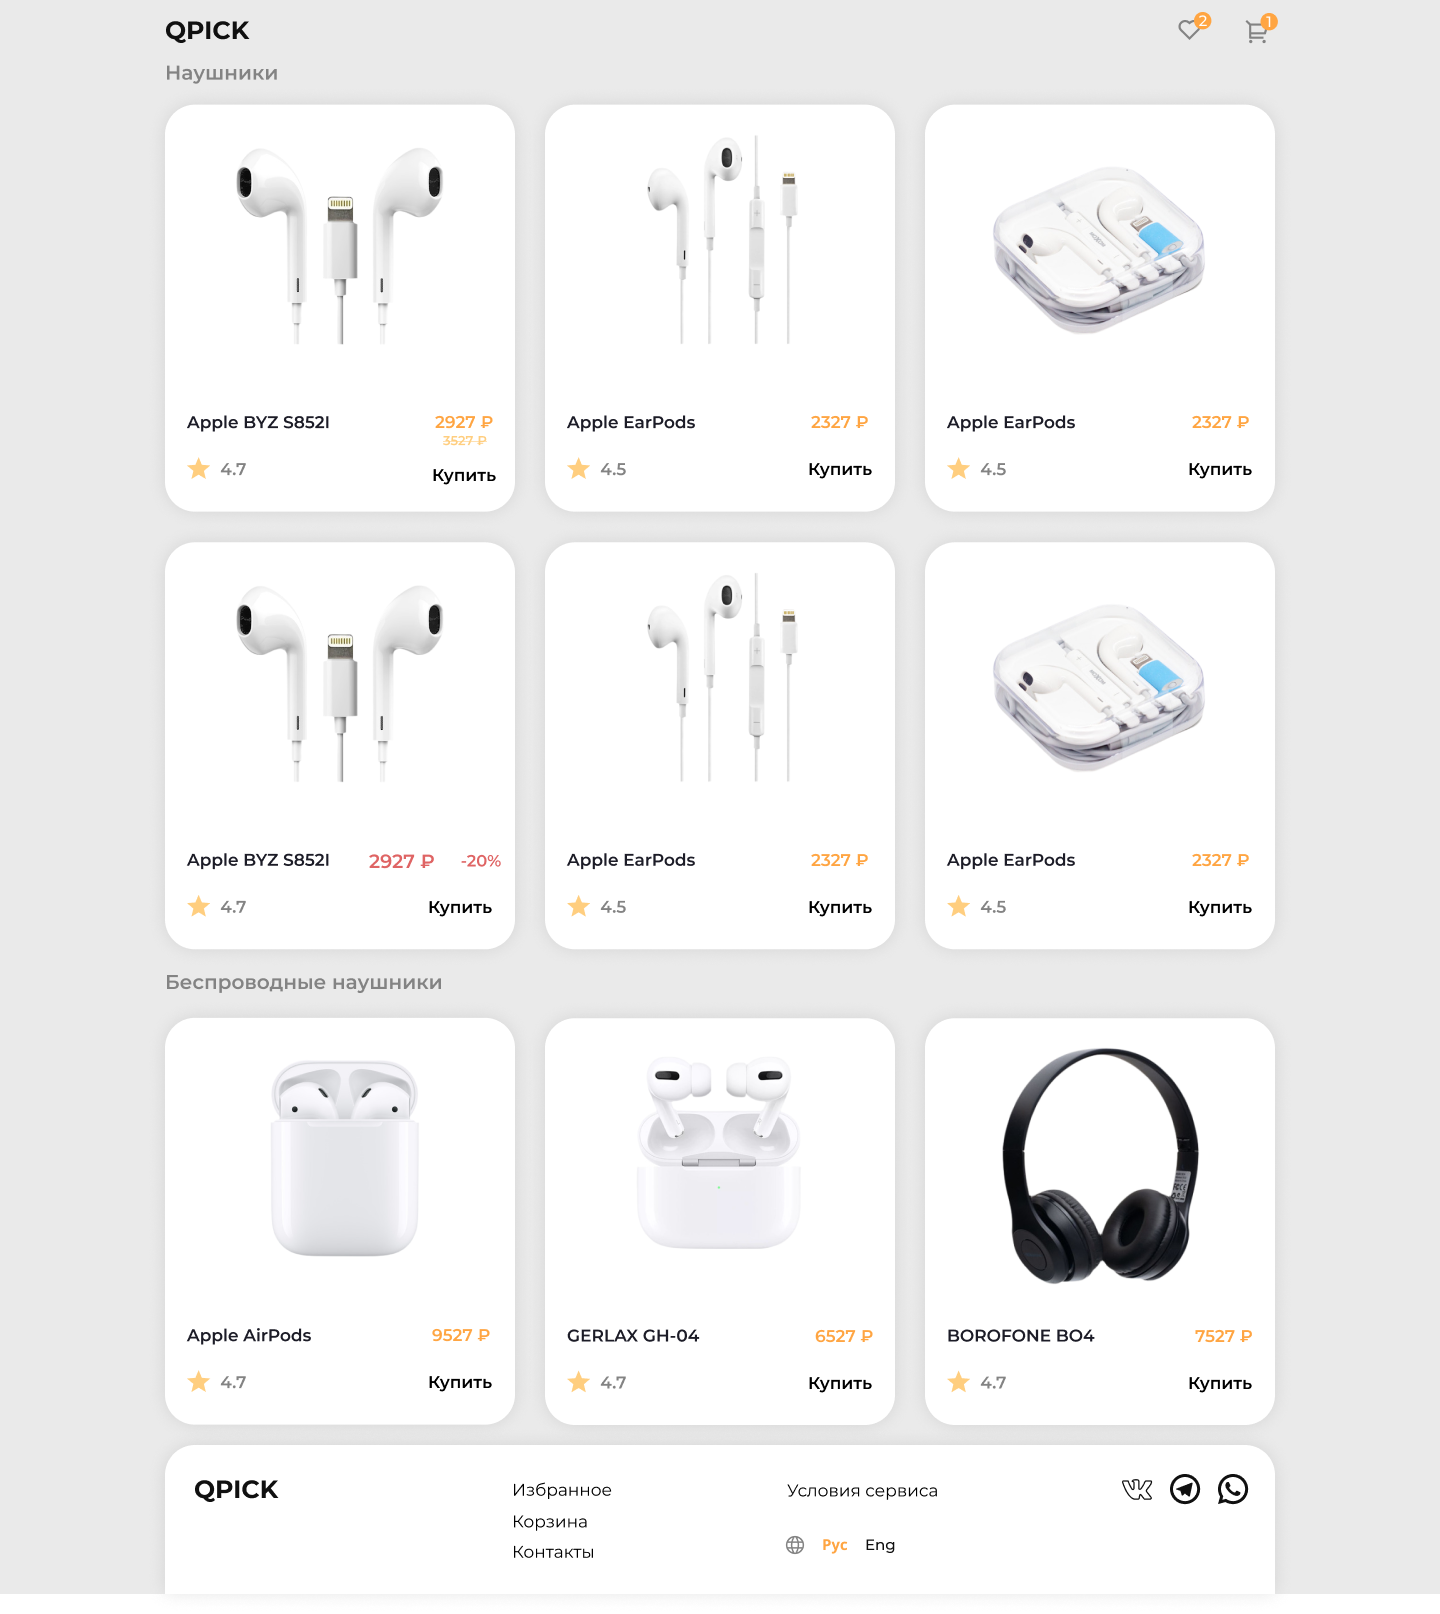 QPICK
2
1
Наушники
Apple BYZ S852I
2927 ₽
3527 ₽
4.7
Купить
Apple EarPods
2327 ₽
4.5
Купить
Apple EarPods
2327 ₽
4.5
Купить
Apple BYZ S852I
2927 ₽
-20%
4.7
Купить
Apple EarPods
2327 ₽
4.5
Купить
Apple EarPods
2327 ₽
4.5
Купить
Беспроводные наушники
Apple AirPods
9527 ₽
4.7
Купить
GERLAX GH-04
6527 ₽
4.7
Купить
BOROFONE BO4
7527 ₽
4.7
Купить
QPICK
Избранное
Корзина
Контакты
Условия сервиса
Рус
Eng